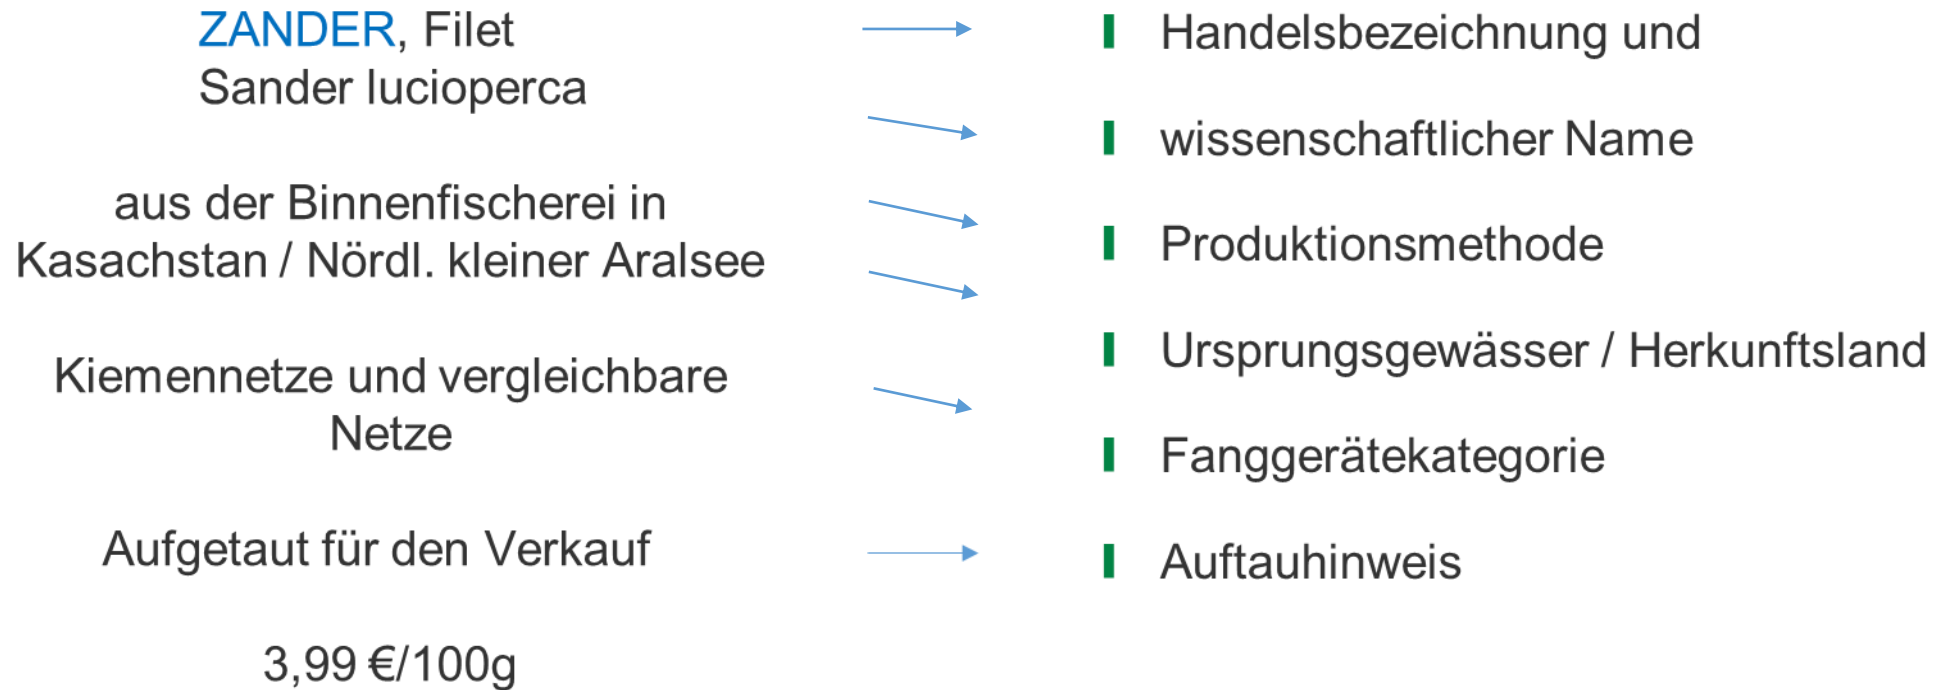 ZANDER, Filet
Sander lucioperca
aus der Binnenfischerei in
Kasachstan / Nördl. kleiner Aralsee
Kiemennetze und vergleichbare
Netze
Aufgetaut für den Verkauf
3,99 €/100g
Handelsbezeichnung und
wissenschaftlicher Name
Produktionsmethode
Ursprungsgewässer / Herkunftsland
Fanggerätekategorie
Auftauhinweis